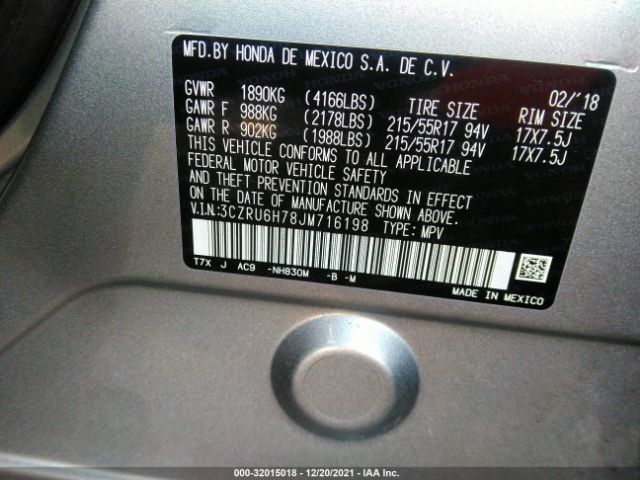 MFD.BY HONDA DE MEXICO S.A. DE C.V.
02/'18
GVWR 1890KG (4166LBS) TIRE SIZE RIM SIZE
GAWR F 988KG (2178LBS) 215/55R17 94V 17X7.5J
GAWR R 902KG (1988LBS) 215/55R17 94V 17X7.5J
THIS VEHICLE CONFORMS TO ALL APPLICABLE
FEDERAL MOTOR VEHICLE SAFETY
AND THEFT PREVENTION STANDARDS IN EFFECT
ON THE DATE OF MANUFACTURE SHOWN ABOVE.
V.I.N.:3CZRU6H78JM716198 TYPE: MPV
T7X J AC9 -NH830M -B -M
MADE IN MEXICO
000-32015018 - 12/20/2021 - IAA Inc.